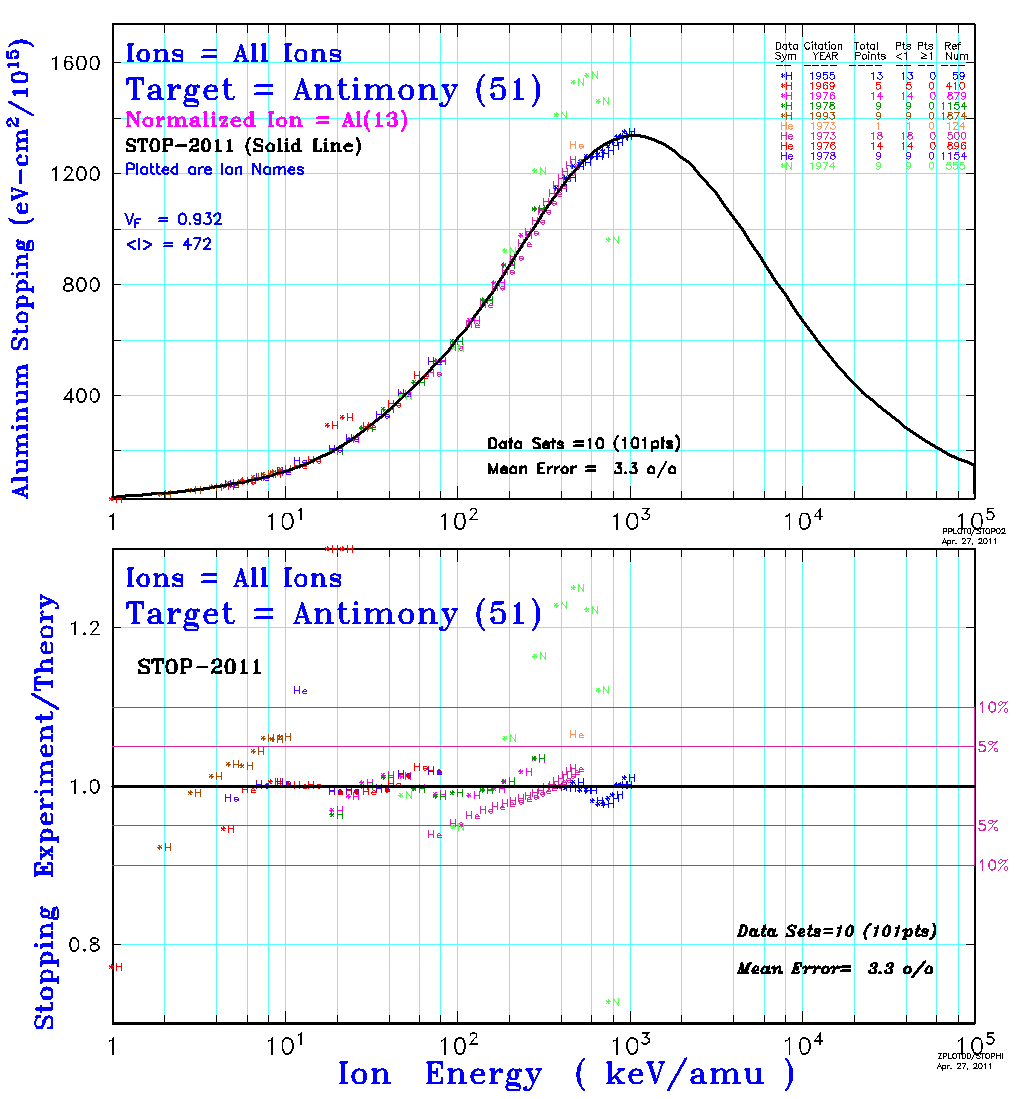 Ions = All Ions
Target = Antimony (51)
Normalized Ion = Al(13)
STOP-2011 (Solid Line)
Plotted are Ion Names
V_F = 0.932
<I> = 472
Data Citation Total Pts Pts Ref
Sym YEAR Points <1 ≥1 Num
*H 1955 13 13 0 59
*H 1969 5 5 0 410
*H 1976 14 14 0 879
*H 1978 9 9 0 1154
*H 1993 9 9 0 1874
He 1973 1 1 0 124
He 1973 18 18 0 500
He 1976 14 14 0 896
He 1978 9 9 0 1154
*N 1974 9 9 0 555
Aluminum Stopping (eV-cm²/10¹⁵)
1600
1200
800
400
Data Sets =10 (101pts)
Mean Error = 3.3 o/o
1 10¹ 10² 10³ 10⁴ 10⁵
PPLOT0/STOP02
Apr. 27, 2011
Ions = All Ions
Target = Antimony (51)
STOP-2011
Stopping Experiment/Theory
1.2
1.0
0.8
10%
5%
5%
10%
Data Sets=10 (101pts)
Mean Error= 3.3 o/o
1 10¹ 10² 10³ 10⁴ 10⁵
Ion Energy ( keV/amu )
Apr. 27, 2011